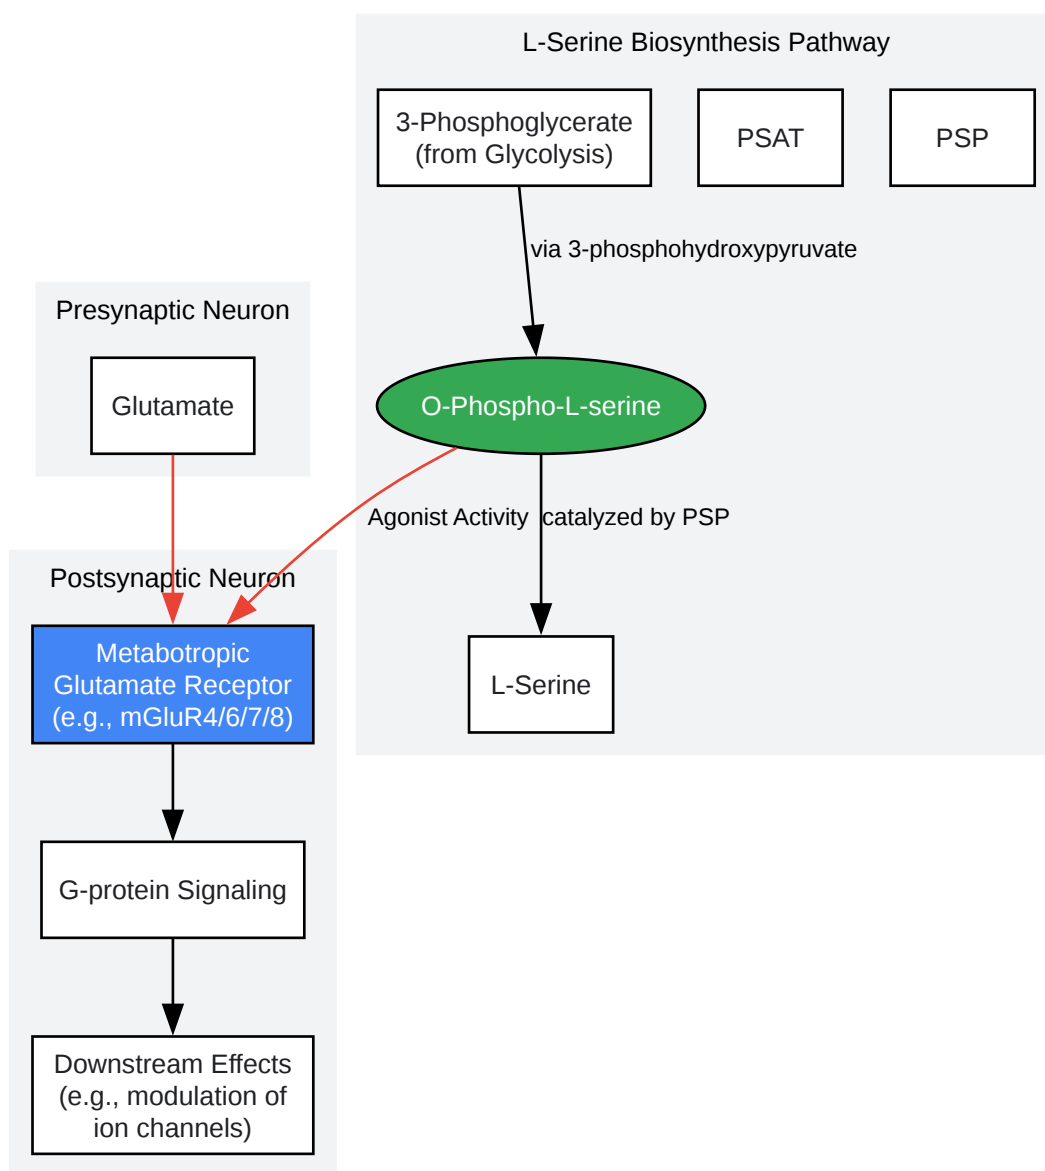 L-Serine Biosynthesis Pathway
3-Phosphoglycerate
(from Glycolysis)
PSAT
PSP
via 3-phosphohydroxypyruvate
Presynaptic Neuron
Glutamate
O-Phospho-L-serine
Agonist Activity
catalyzed by PSP
Postsynaptic Neuron
Metabotropic
Glutamate Receptor
(e.g., mGluR4/6/7/8)
L-Serine
G-protein Signaling
Downstream Effects
(e.g., modulation of
ion channels)